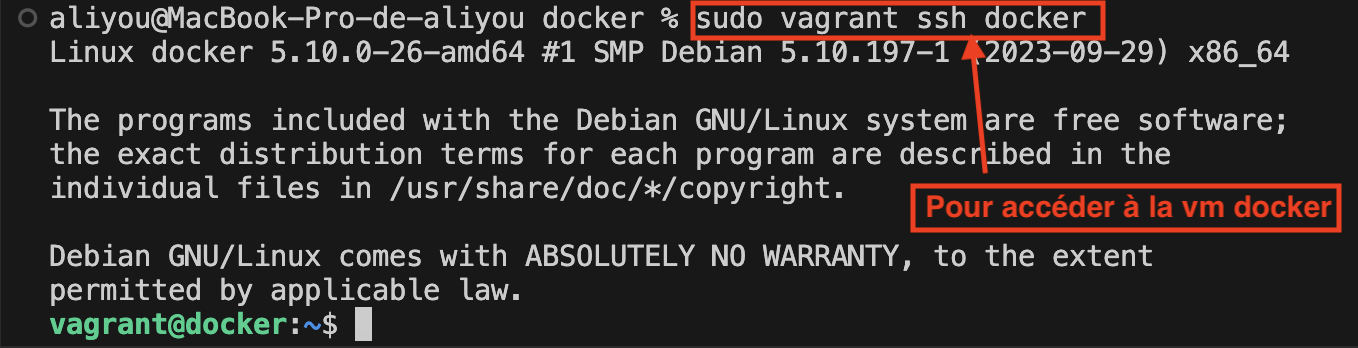 aliyou@MacBook-Pro-de-aliyou docker % sudo vagrant ssh docker
Linux docker 5.10.0-26-amd64 #1 SMP Debian 5.10.197-1 (2023-09-29) x86_64
The programs included with the Debian GNU/Linux system are free software;
the exact distribution terms for each program are described in the
individual files in /usr/share/doc/*/copyright.
Pour accéder à la vm docker
Debian GNU/Linux comes with ABSOLUTELY NO WARRANTY, to the extent
permitted by applicable law.
vagrant@docker:~$